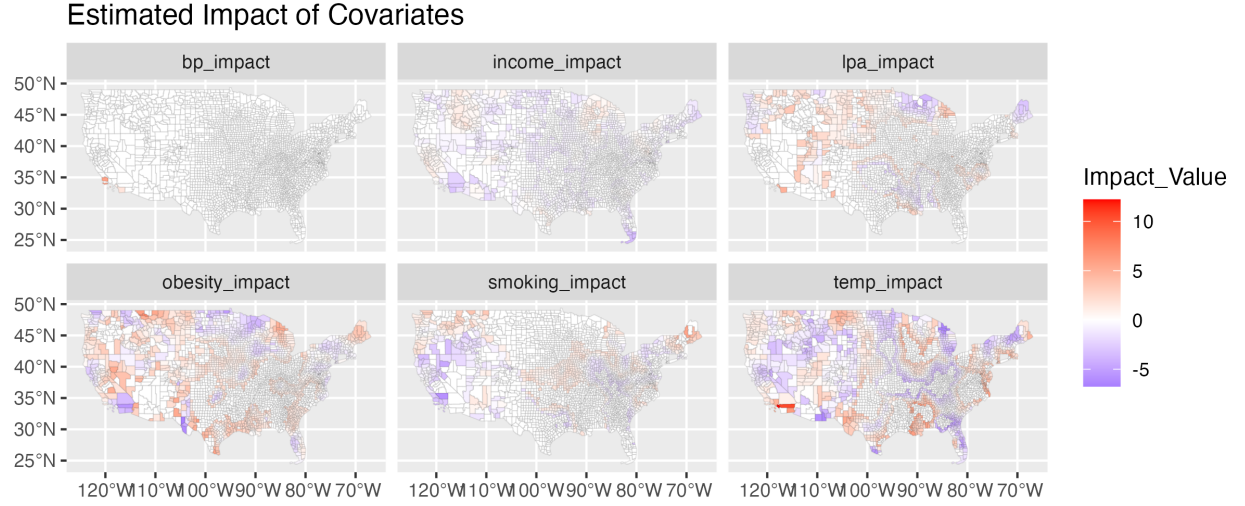 Estimated Impact of Covariates
bp_impact income_impact lpa_impact
50°N
45°N
40°N
35°N
30°N
25°N
obesity_impact smoking_impact temp_impact
50°N
45°N
40°N
35°N
30°N
25°N
120°W 110°W 100°W 90°W 80°W 70°W 120°W 110°W 100°W 90°W 80°W 70°W 120°W 110°W 100°W 90°W 80°W 70°W
Impact_Value
10
5
0
-5